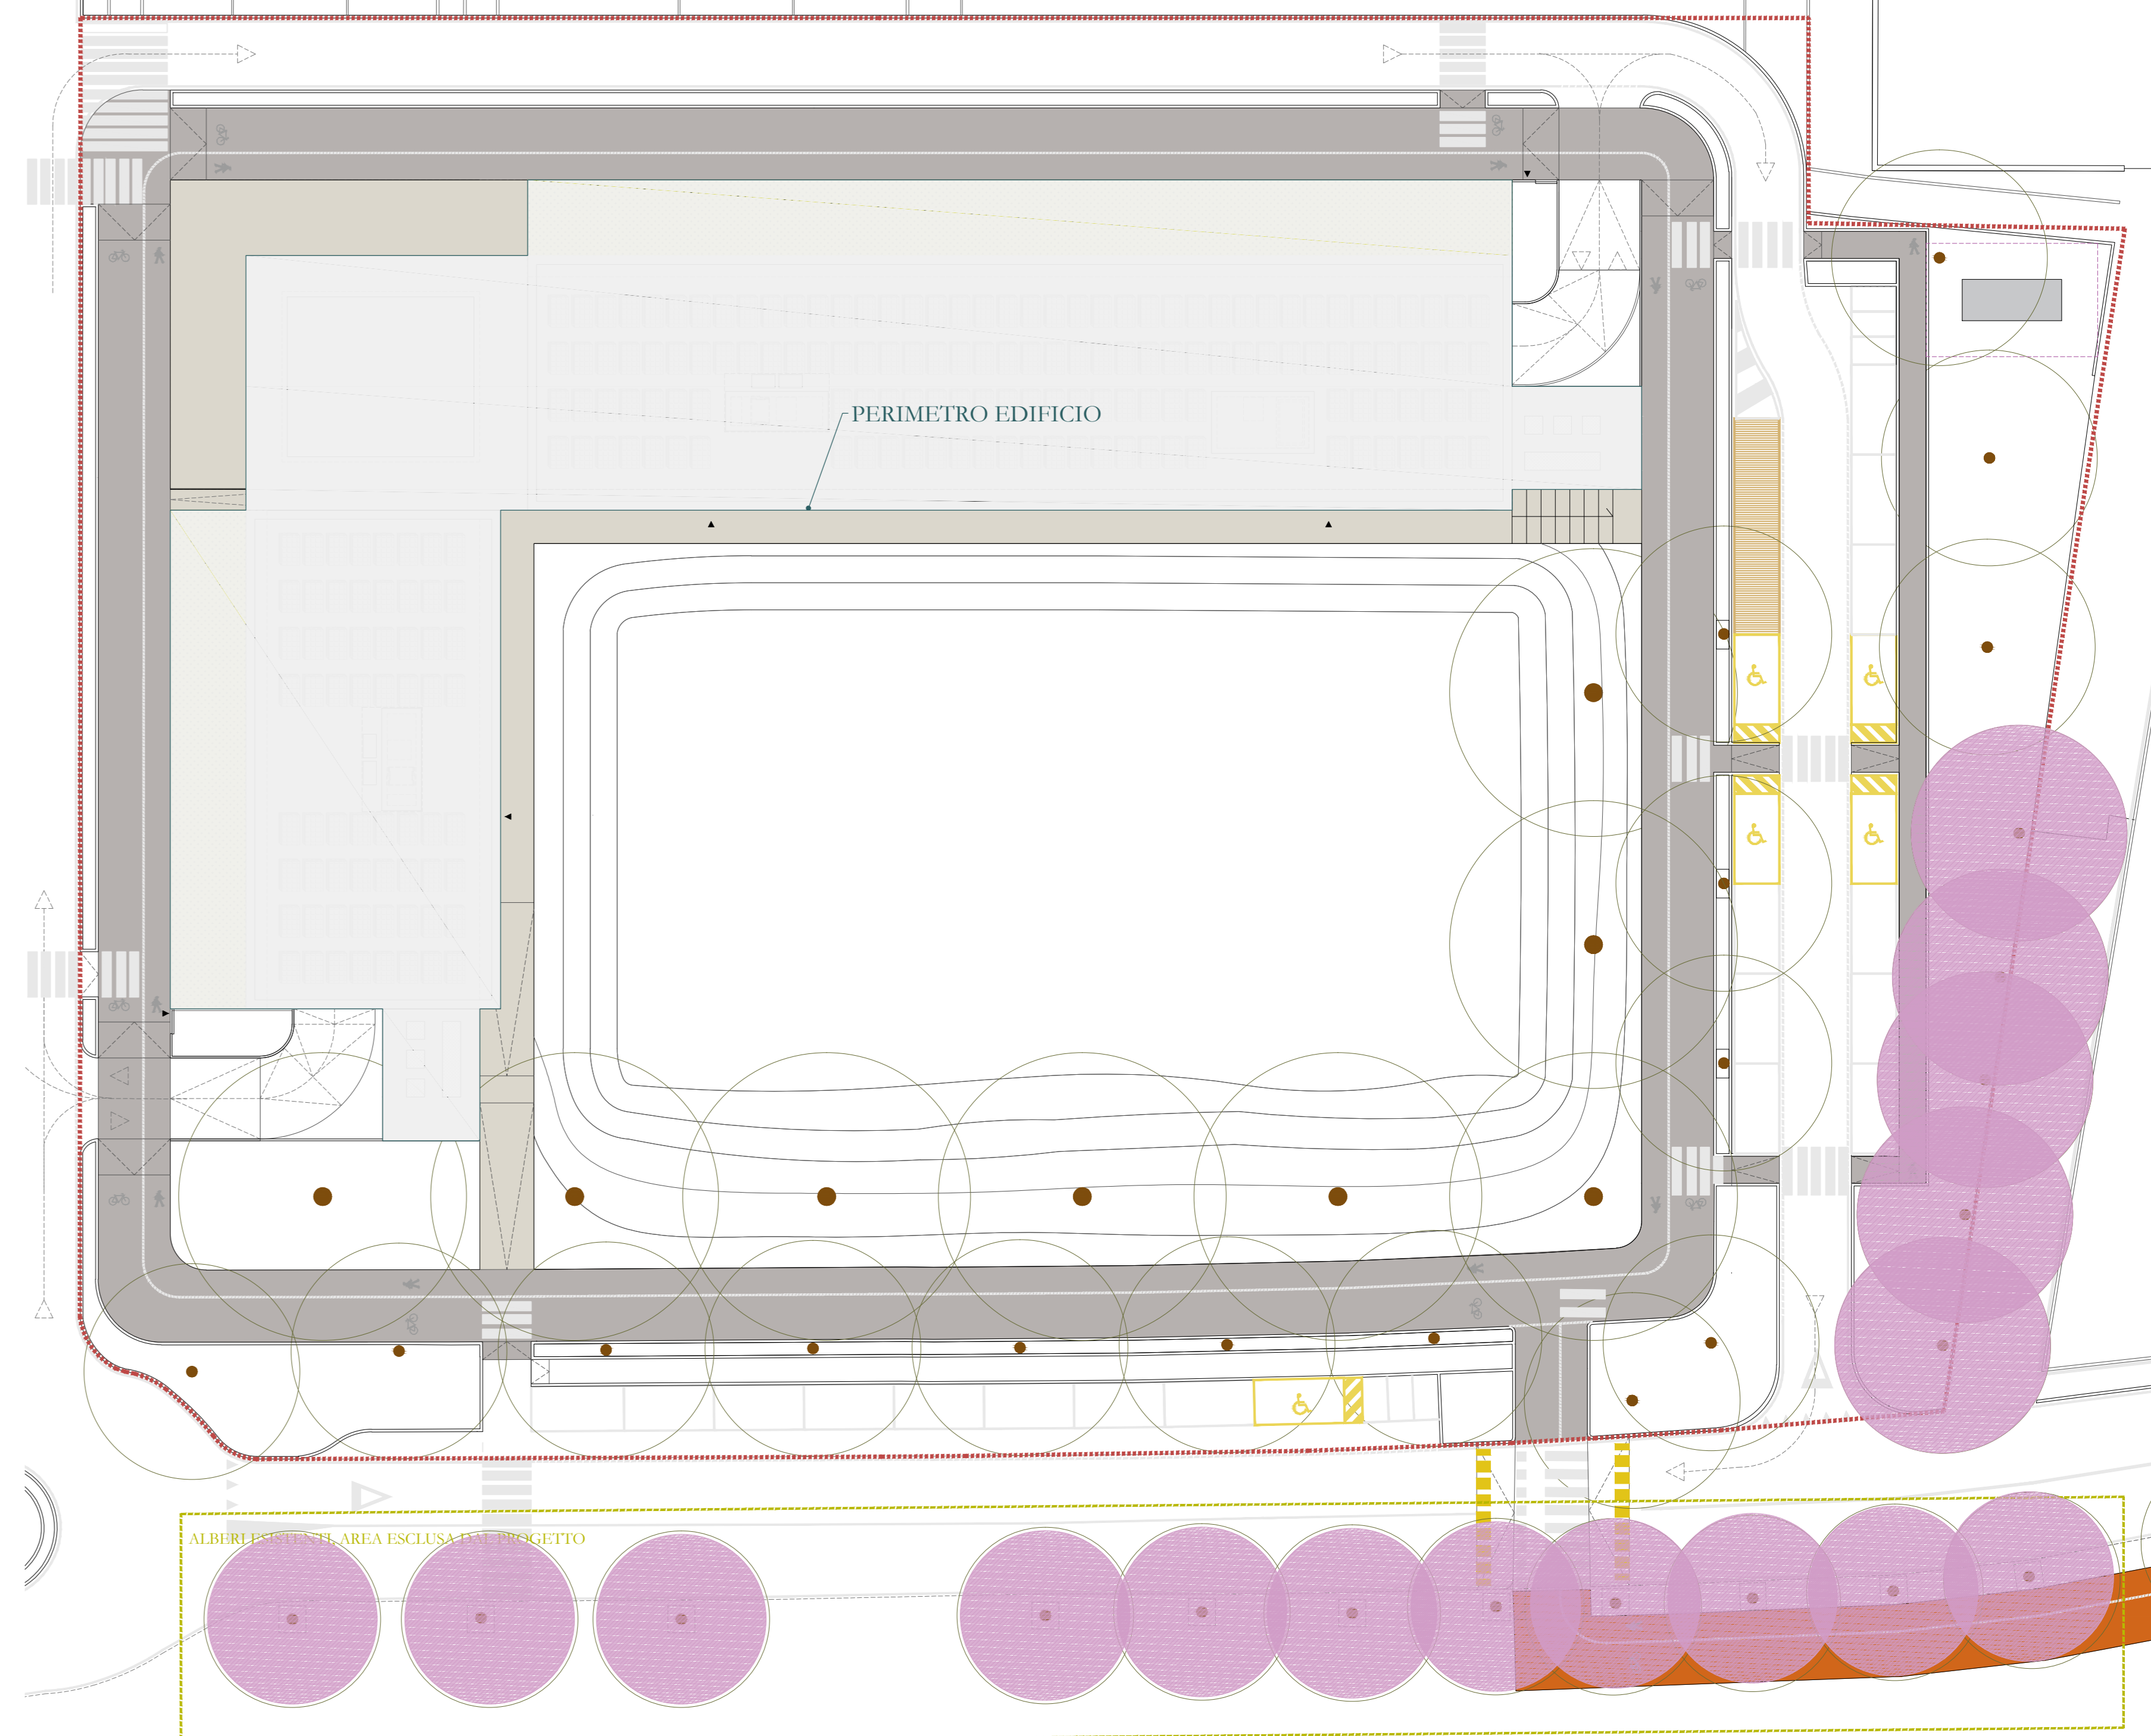 PERIMETRO EDIFICIO
ALBERI ESISTENTI, AREA ESCLUSA DAL PROGETTO